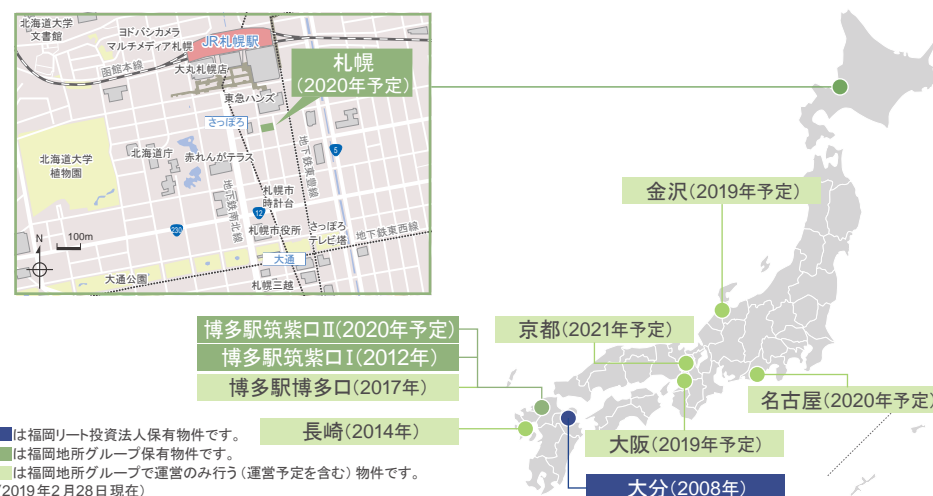 北海道大学
文書館
ヨドバシカメラ
マルチメディア札幌
JR札幌駅
函館本線
大丸札幌店
札幌
(2020年予定)
東急ハンズ
さっぽろ
北海道大学
植物園
北海道庁
赤れんがテラス
地下鉄南北線
地下鉄東豊線
5
札幌市
時計台
12
230
札幌市役所
さっぽろ
テレビ塔
地下鉄東西線
N
100m
大通
大通公園
札幌三越
金沢(2019年予定)
博多駅筑紫口Ⅱ(2020年予定)
京都(2021年予定)
博多駅筑紫口Ⅰ(2012年)
博多駅博多口(2017年)
名古屋(2020年予定)
長崎(2014年)
大阪(2019年予定)
大分(2008年)
は福岡リート投資法人保有物件です。
は福岡地所グループ保有物件です。
は福岡地所グループで運営のみ行う(運営予定を含む)物件です。
(2019年2月28日現在)